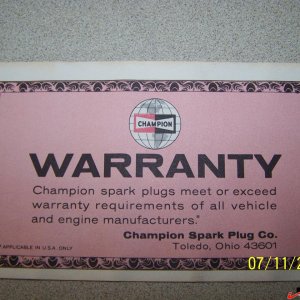 CHAMPION
WARRANTY
Champion spark plugs meet or exceed
warranty requirements of all vehicle
and engine manufacturers.*
Champion Spark Plug Co.
Toledo, Ohio 43601
APPLICABLE IN U.S.A. ONLY
07/11/2